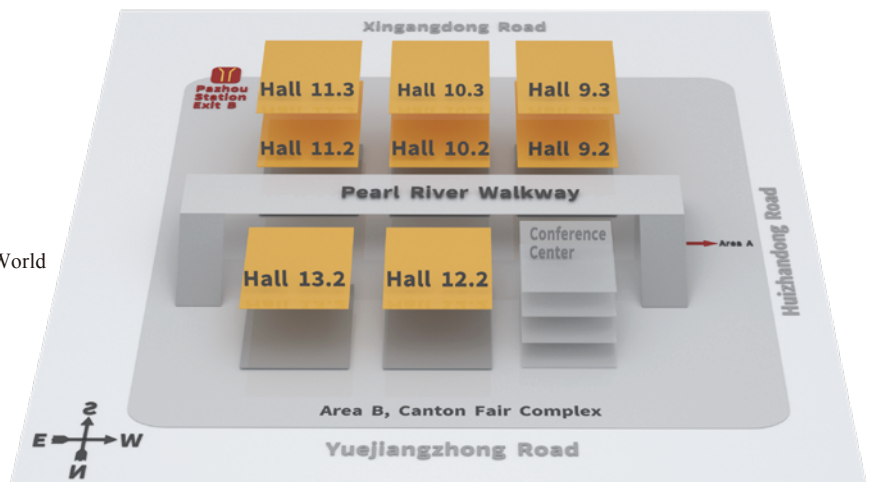 Xingangdong Road
Pazhou
Station
Exit B
Hall 11.3
Hall 10.3
Hall 9.3
Hall 11.2
Hall 10.2
Hall 9.2
Pearl River Walkway
Huizhandong Road
Conference
Center
Area A
World
Hall 13.2
Hall 12.2
Area B, Canton Fair Complex
S
E
W
N
Yuejiangzhong Road